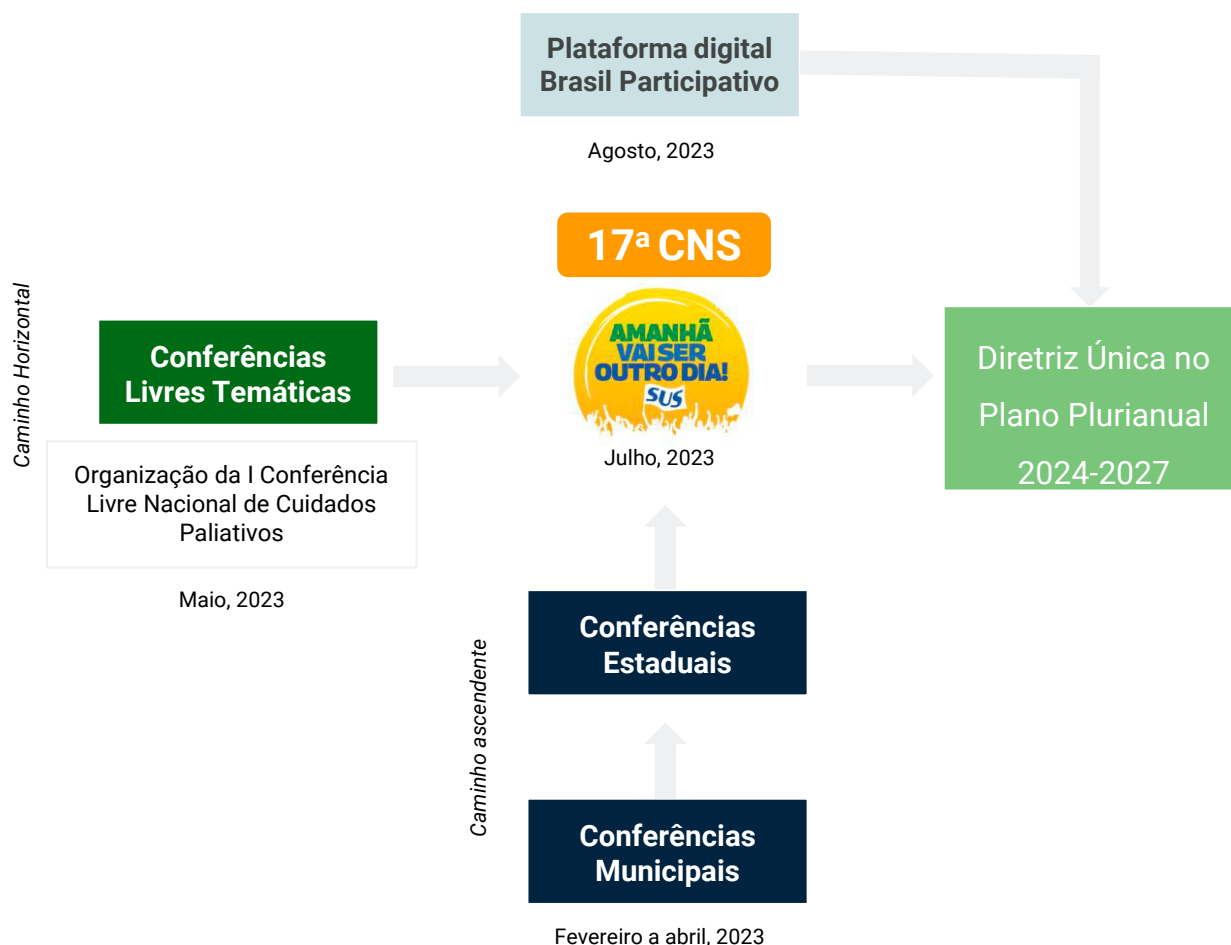 Plataforma digital
Brasil Participativo
Agosto, 2023
17ª CNS
AMANHÃ
VAI SER
OUTRO DIA!
SUS
Julho, 2023
Caminho Horizontal
Conferências
Livres Temáticas
Organização da I Conferência
Livre Nacional de Cuidados
Paliativos
Maio, 2023
Diretriz Única no
Plano Plurianual
2024-2027
Caminho ascendente
Conferências
Estaduais
Conferências
Municipais
Fevereiro a abril, 2023